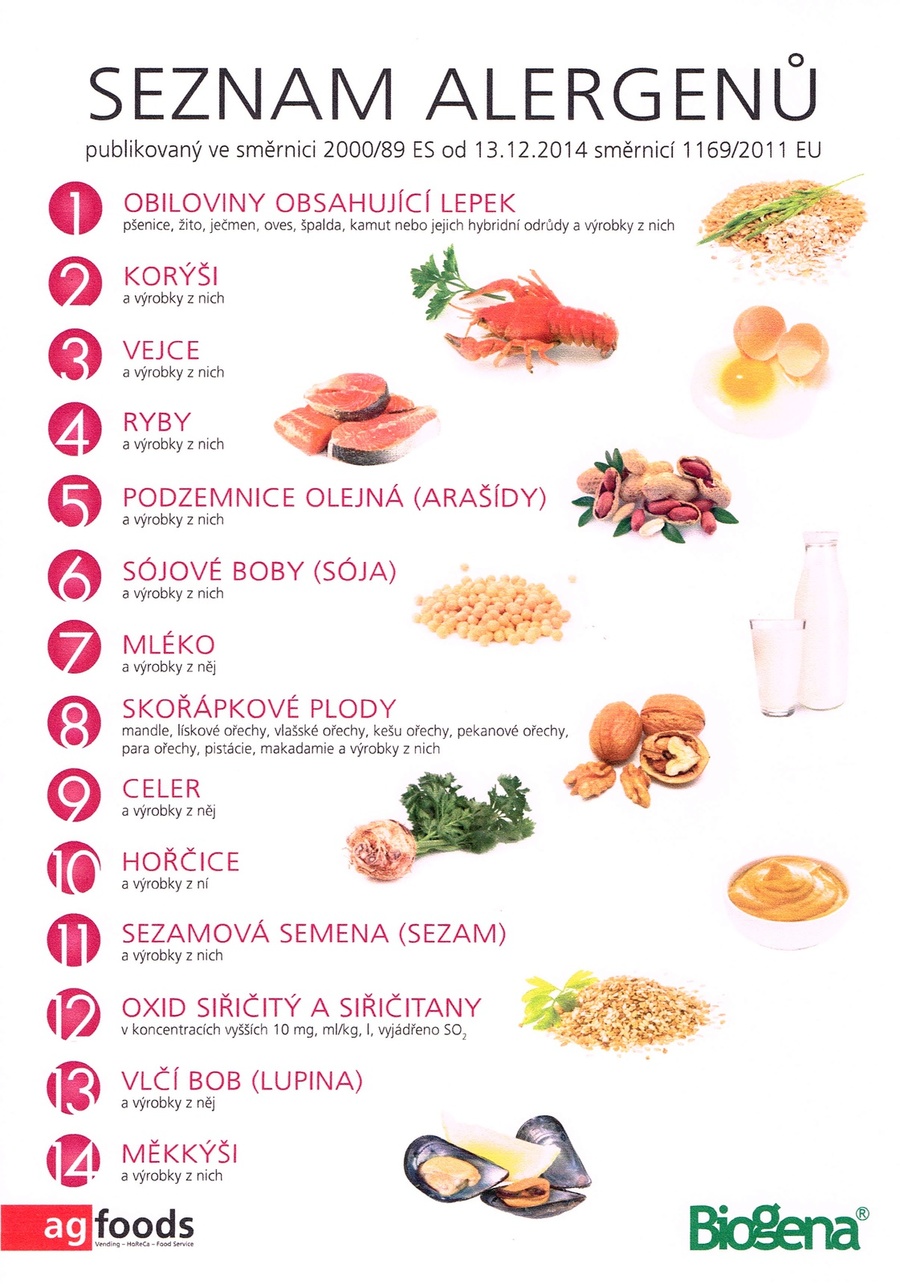 SEZNAM ALERGENŮ
publikovaný ve směrnici 2000/89 ES od 13.12.2014 směrnicí 1169/2011 EU
1 OBILOVINY OBSAHUJÍCÍ LEPEK
pšenice, žito, ječmen, oves, špalda, kamut nebo jejich hybridní odrůdy a výrobky z nich
2 KORÝŠI
a výrobky z nich
3 VEJCE
a výrobky z nich
4 RYBY
a výrobky z nich
5 PODZEMNICE OLEJNÁ (ARAŠÍDY)
a výrobky z nich
6 SÓJOVÉ BOBY (SÓJA)
a výrobky z nich
7 MLÉKO
a výrobky z něj
8 SKOŘÁPKOVÉ PLODY
mandle, lískové ořechy, vlašské ořechy, kešu ořechy, pekanové ořechy,
para ořechy, pistácie, makadamie a výrobky z nich
9 CELER
a výrobky z něj
10 HOŘČICE
a výrobky z ní
11 SEZAMOVÁ SEMENA (SEZAM)
a výrobky z nich
12 OXID SIŘIČITÝ A SIŘIČITANY
v koncentracích vyšších 10 mg, ml/kg, l, vyjádřeno SO₂
13 VLČÍ BOB (LUPINA)
a výrobky z něj
14 MĚKKÝŠI
a výrobky z nich
agfoods
Vending – HoReCa – Food Service
Biogena®